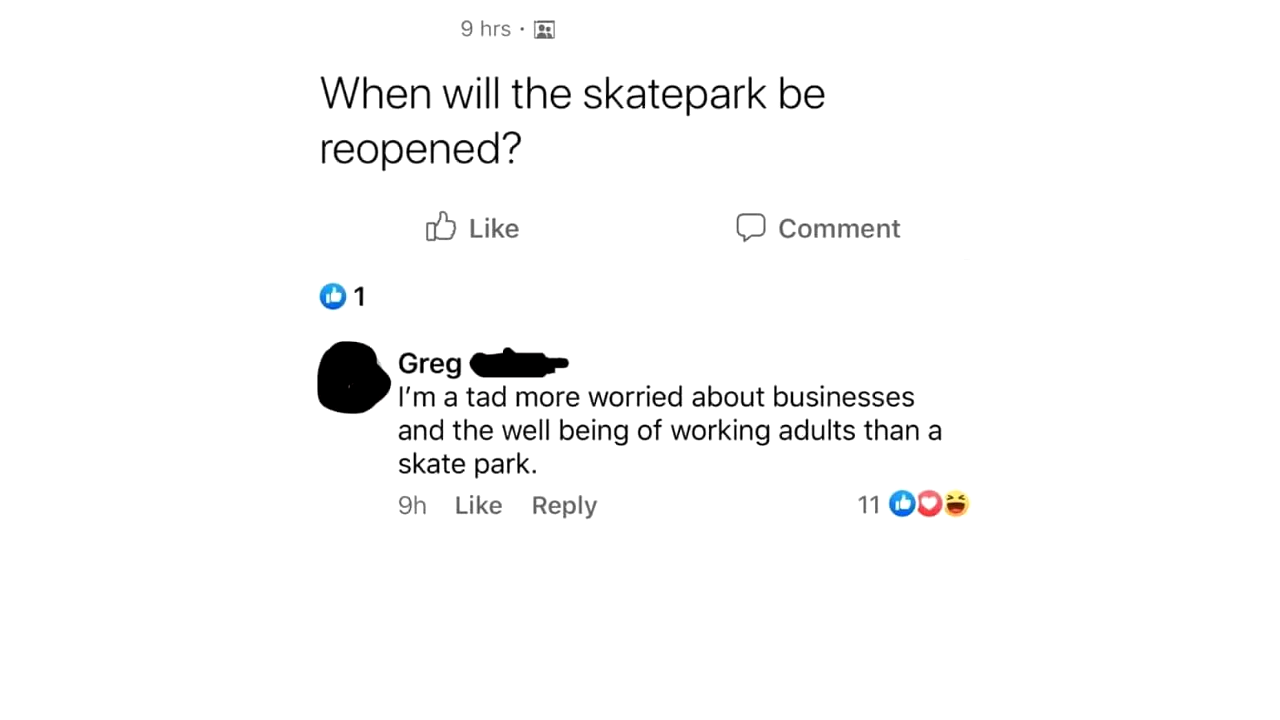 9 hrs ·
When will the skatepark be
reopened?
Like
Comment
1
Greg
I'm a tad more worried about businesses
and the well being of working adults than a
skate park.
9h Like Reply
11